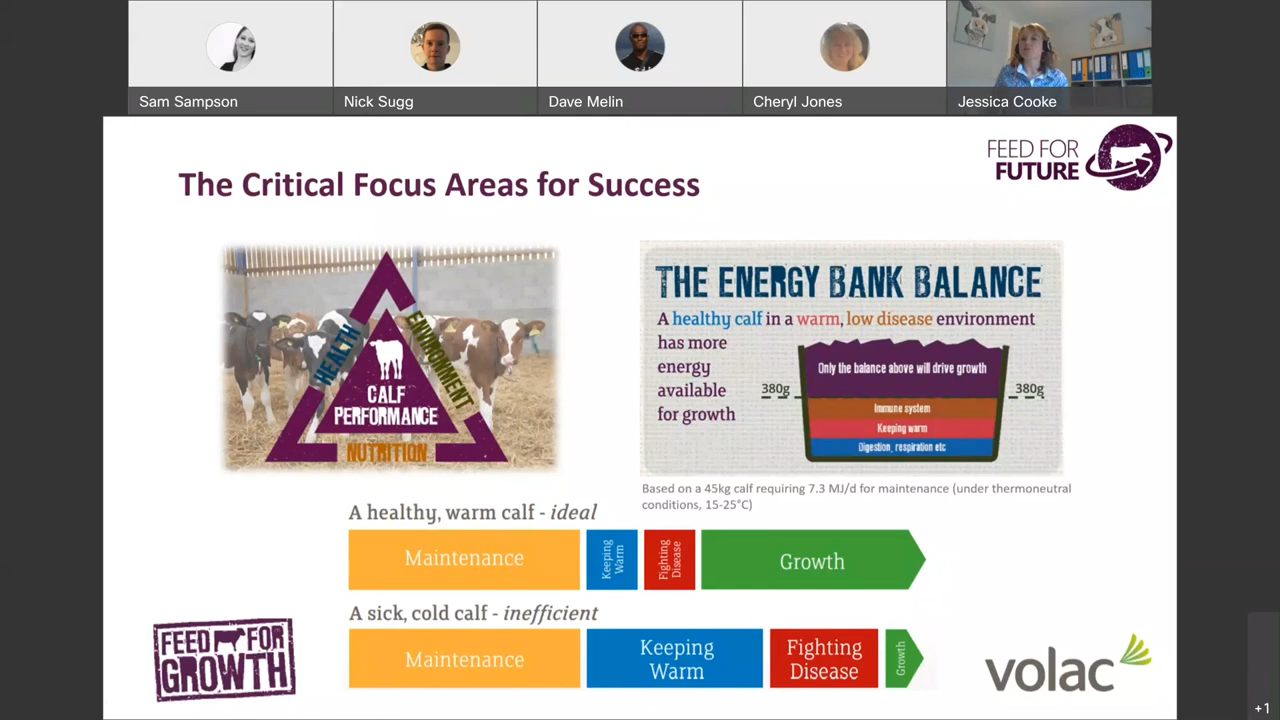 Sam Sampson
Nick Sugg
Dave Melin
Cheryl Jones
Jessica Cooke
FEED FOR
FUTURE
The Critical Focus Areas for Success
HEALTH
ENVIRONMENT
CALF
PERFORMANCE
NUTRITION
THE ENERGY BANK BALANCE
A healthy calf in a warm, low disease environment
has more
energy
available
for growth
Only the balance above will drive growth
380g
380g
Immune system
Keeping warm
Digestion, respiration etc
Based on a 45kg calf requiring 7.3 MJ/d for maintenance (under thermoneutral
conditions, 15-25°C)
A healthy, warm calf - ideal
Maintenance
Keeping
Warm
Fighting
Disease
Growth
A sick, cold calf - inefficient
Maintenance
Keeping
Warm
Fighting
Disease
Growth
FEED FOR
GROWTH
volac
+1